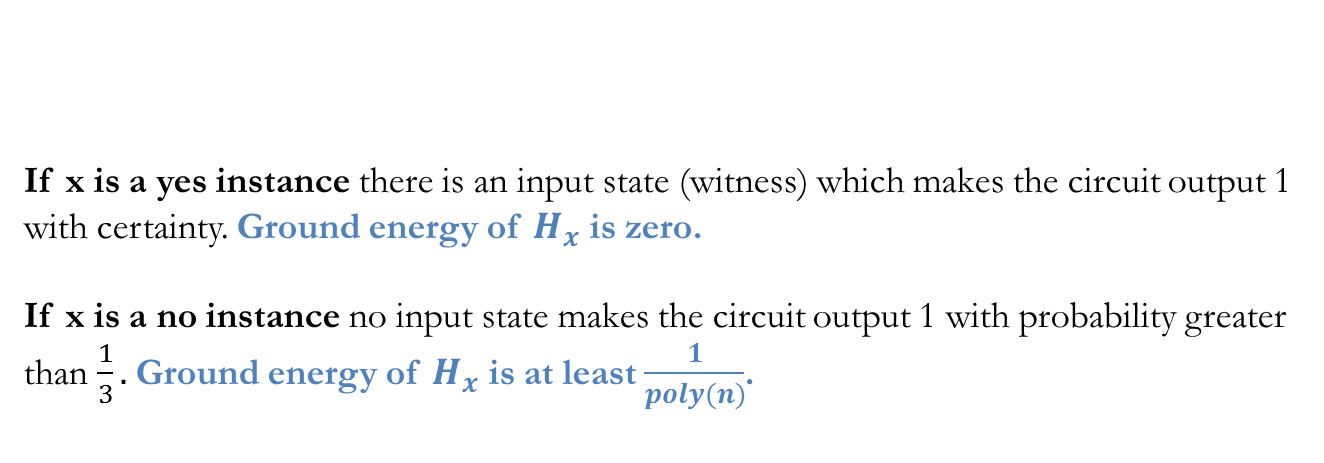 If x is a yes instance there is an input state (witness) which makes the circuit output 1
with certainty. Ground energy of H_x is zero.
If x is a no instance no input state makes the circuit output 1 with probability greater
than 1/3. Ground energy of H_x is at least 1/poly(n).